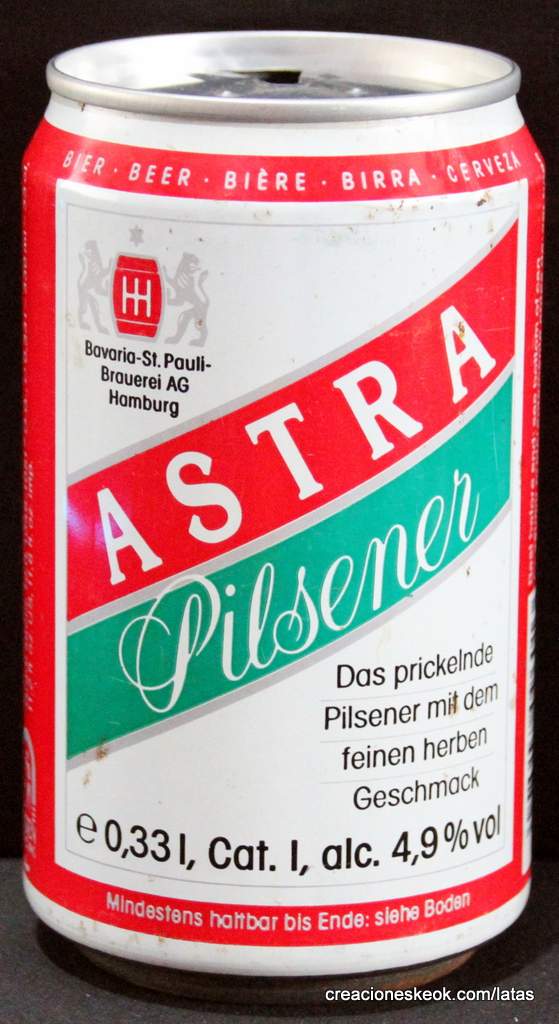 BIER · BEER · BIÈRE · BIRRA · CERVEZA
HH
Bavaria-St. Pauli-
Brauerei AG
Hamburg
ASTRA
Pilsener
Das prickelnde
Pilsener mit dem
feinen herben
Geschmack
e 0,33 l, Cat. I, alc. 4,9 % vol
Mindestens haltbar bis Ende: siehe Boden
creacioneskeok.com/latas